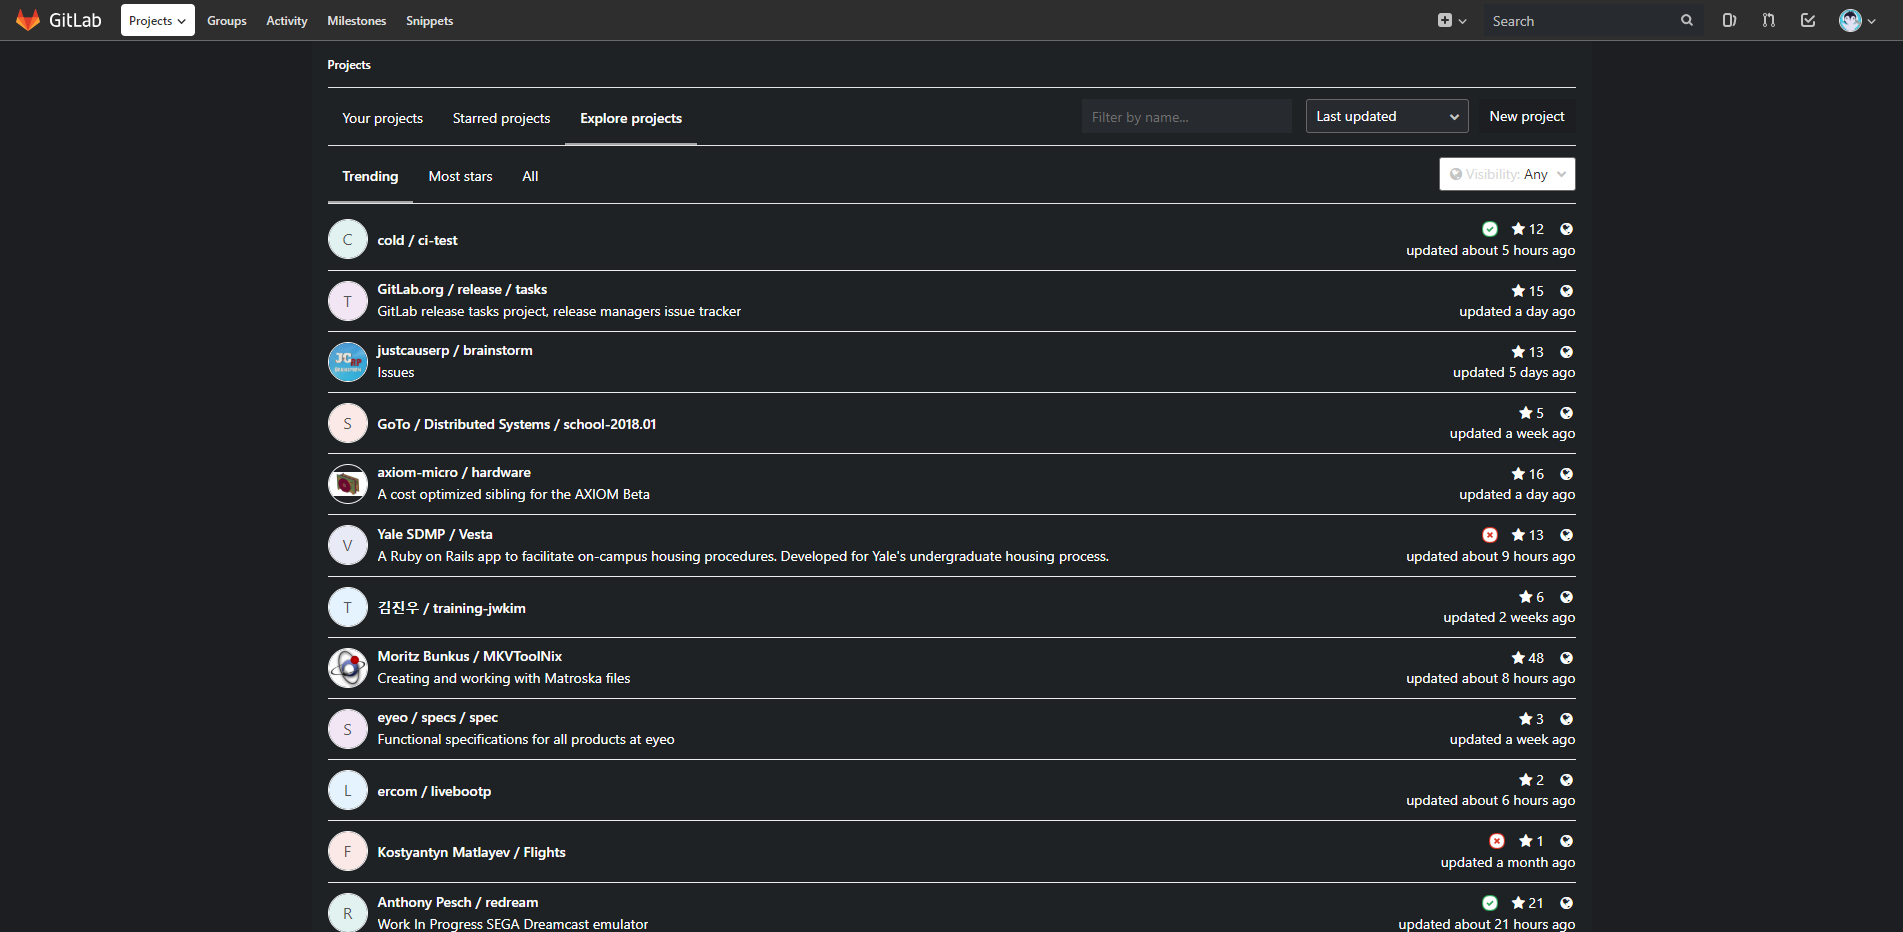 GitLab Projects Groups Activity Milestones Snippets Search
Projects
Your projects Starred projects Explore projects Filter by name... Last updated New project
Trending Most stars All Visibility: Any
C cold / ci-test 12
updated about 5 hours ago
T GitLab.org / release / tasks 15
GitLab release tasks project, release managers issue tracker updated a day ago
justcauserp / brainstorm 13
JC RP
Issues updated 5 days ago
S GoTo / Distributed Systems / school-2018.01 5
updated a week ago
axiom-micro / hardware 16
A cost optimized sibling for the AXIOM Beta updated a day ago
V Yale SDMP / Vesta 13
A Ruby on Rails app to facilitate on-campus housing procedures. Developed for Yale's undergraduate housing process. updated about 9 hours ago
T 김진우 / training-jwkim 6
updated 2 weeks ago
Moritz Bunkus / MKVToolNix 48
Creating and working with Matroska files updated about 8 hours ago
S eyeo / specs / spec 3
Functional specifications for all products at eyeo updated a week ago
L ercom / livebootp 2
updated about 6 hours ago
F Kostyantyn Matlayev / Flights 1
updated a month ago
R Anthony Pesch / redream 21
Work In Progress SEGA Dreamcast emulator updated about 21 hours ago